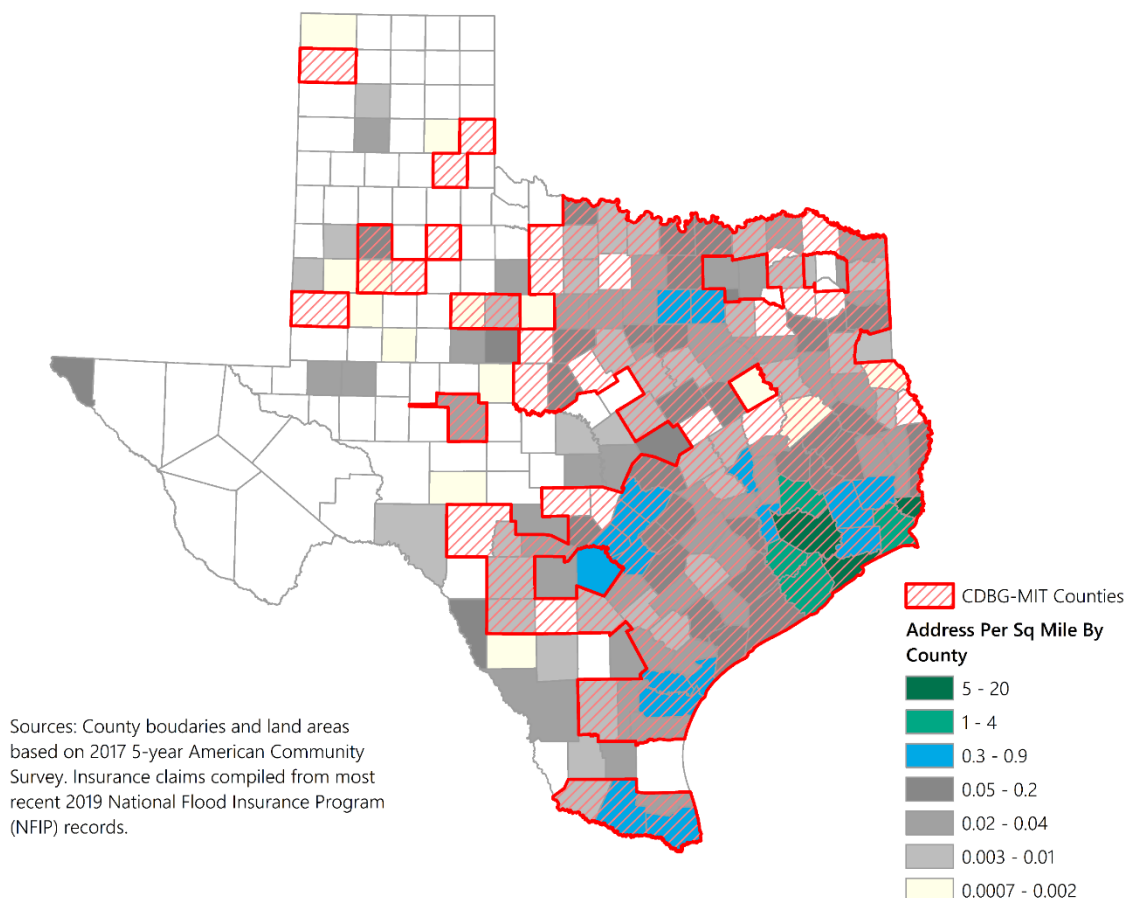 CDBG-MIT Counties
Address Per Sq Mile By
County
5 - 20
1 - 4
0.3 - 0.9
0.05 - 0.2
0.02 - 0.04
0.003 - 0.01
0.0007 - 0.002
Sources: County boudaries and land areas
based on 2017 5-year American Community
Survey. Insurance claims compiled from most
recent 2019 National Flood Insurance Program
(NFIP) records.